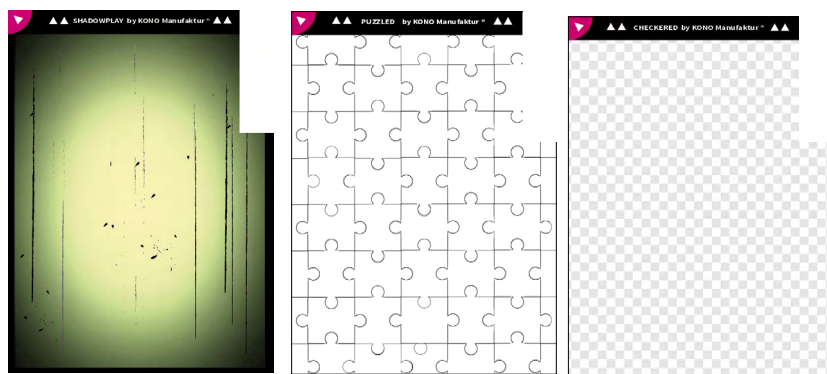 SHADOWPLAY by KONO Manufaktur®
PUZZLED by KONO Manufaktur®
CHECKERED by KONO Manufaktur®